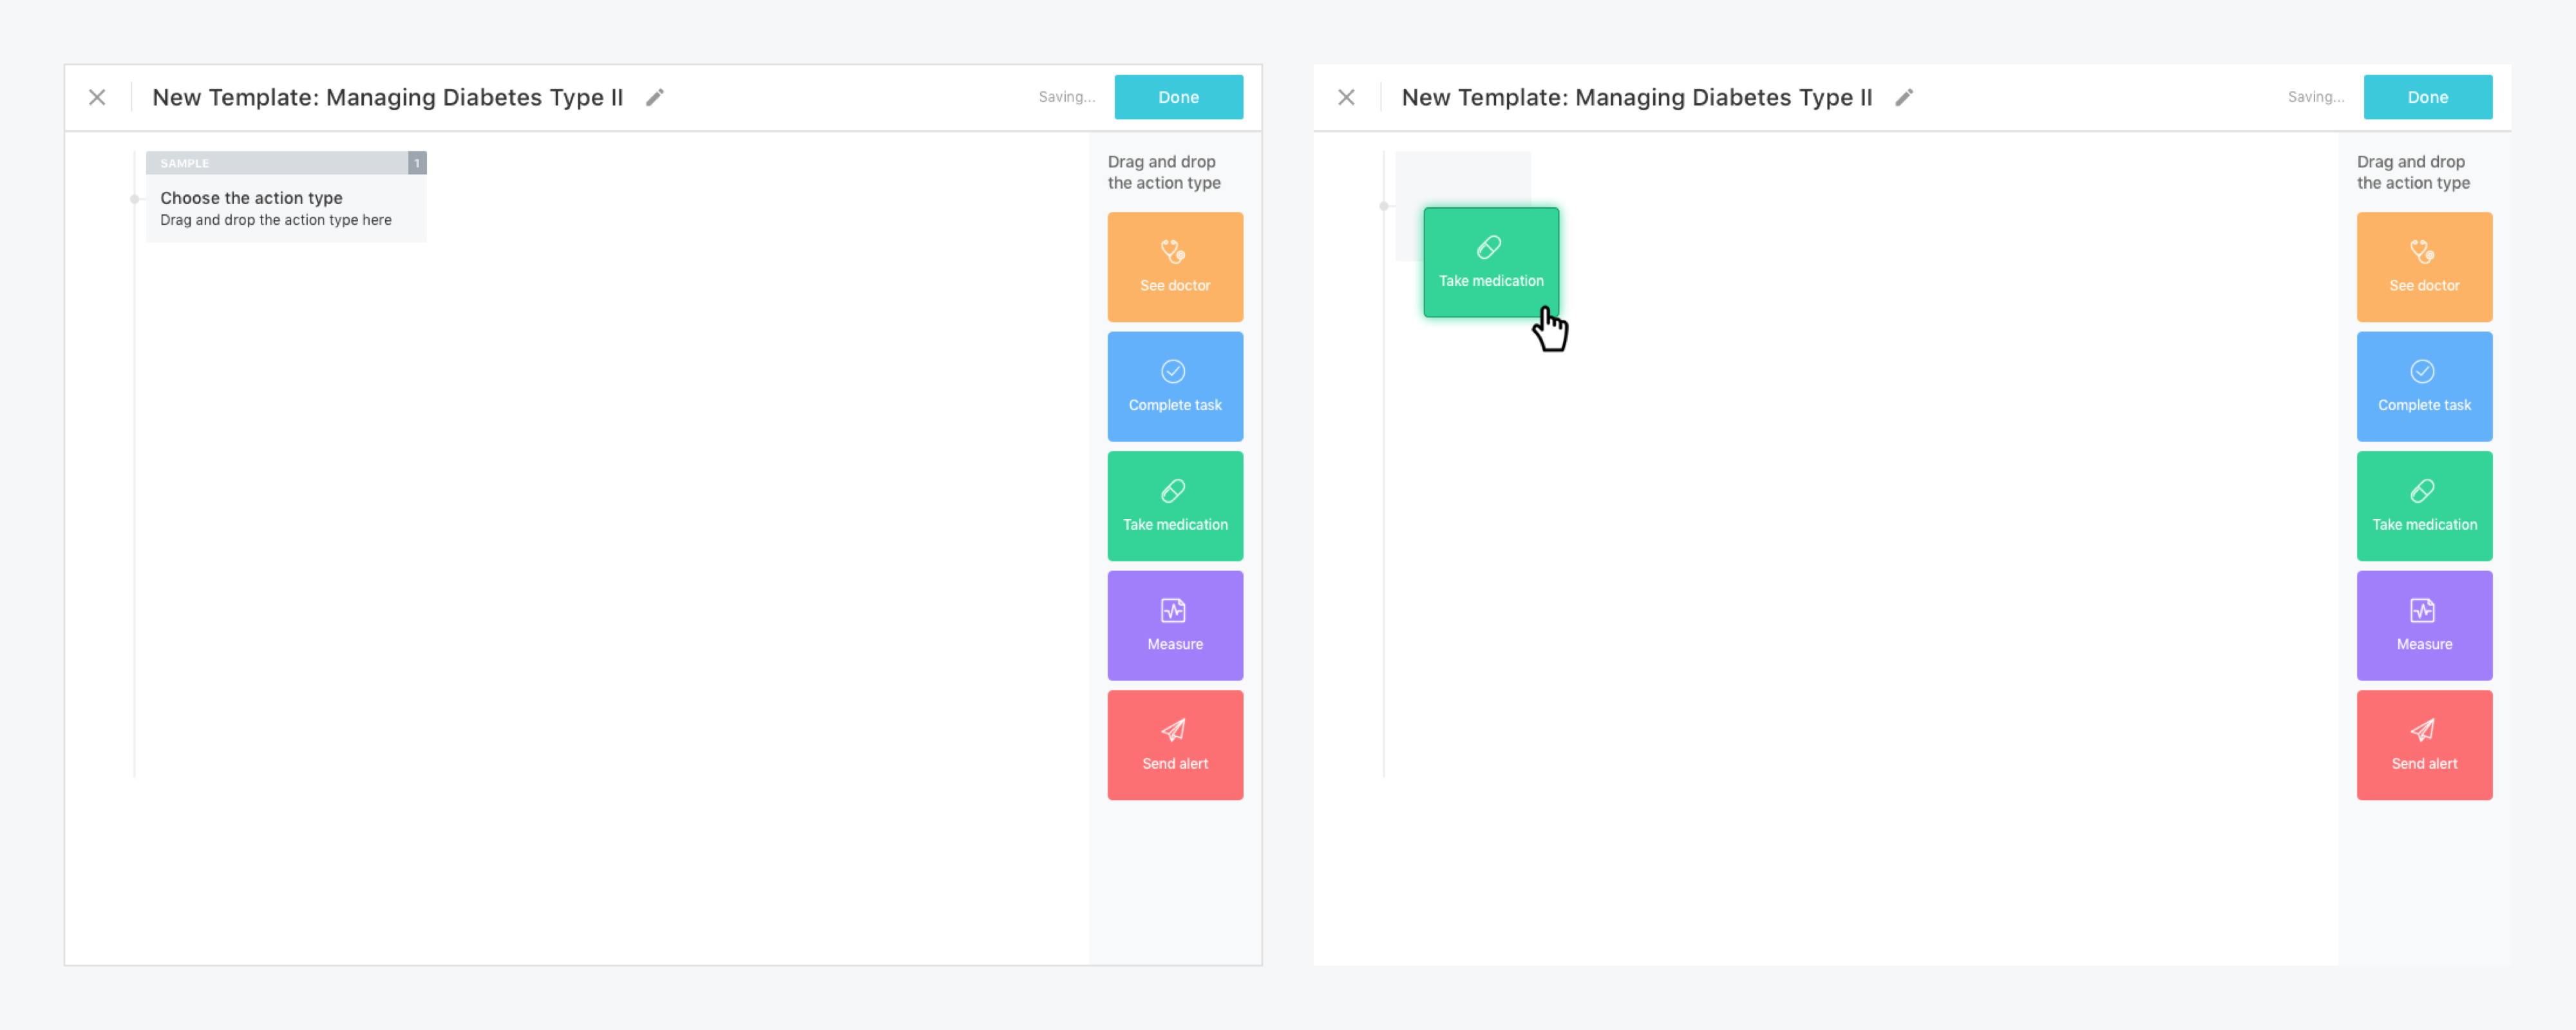 New Template: Managing Diabetes Type II
Saving...
Done
SAMPLE
1
Choose the action type
Drag and drop the action type here
Drag and drop
the action type
See doctor
Complete task
Take medication
Measure
Send alert
New Template: Managing Diabetes Type II
Saving...
Done
Take medication
Drag and drop
the action type
See doctor
Complete task
Take medication
Measure
Send alert